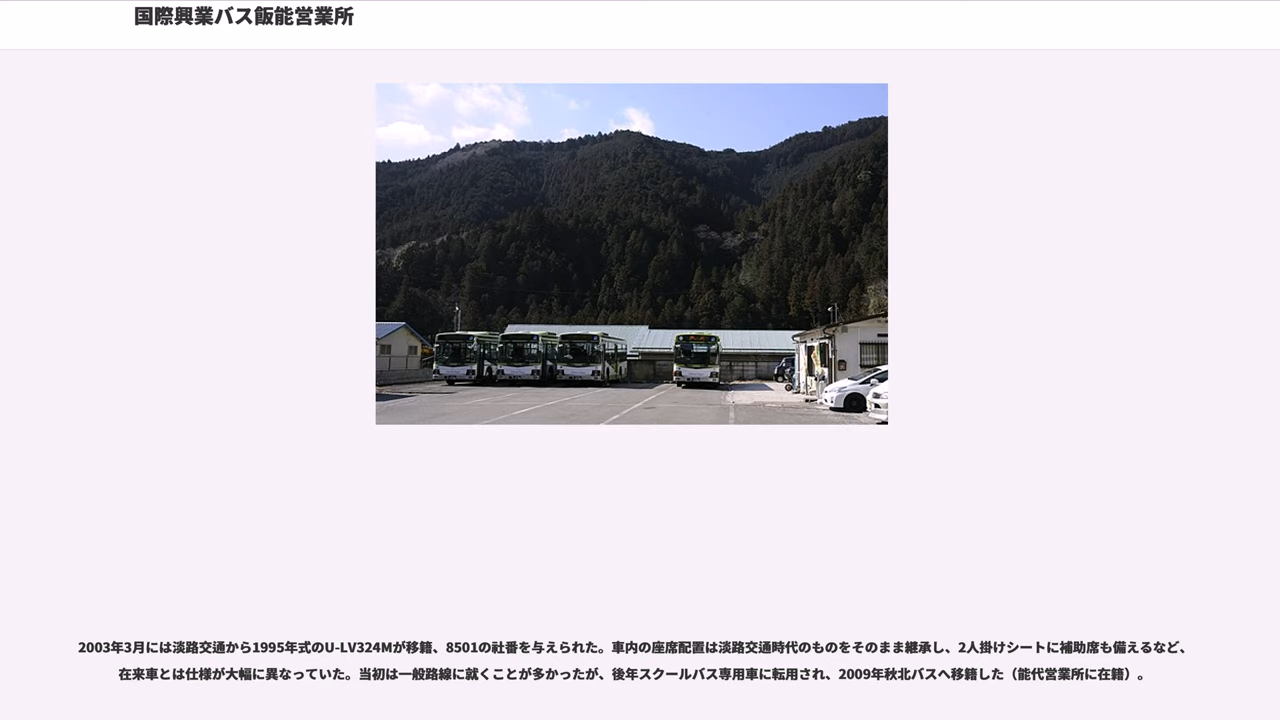 国際興業バス飯能営業所
2003年3月には淡路交通から1995年式のU-LV324Mが移籍、8501の社番を与えられた。車内の座席配置は淡路交通時代のものをそのまま継承し、2人掛けシートに補助席も備えるなど、
在来車とは仕様が大幅に異なっていた。当初は一般路線に就くことが多かったが、後年スクールバス専用車に転用され、2009年秋北バスへ移籍した（能代営業所に在籍）。